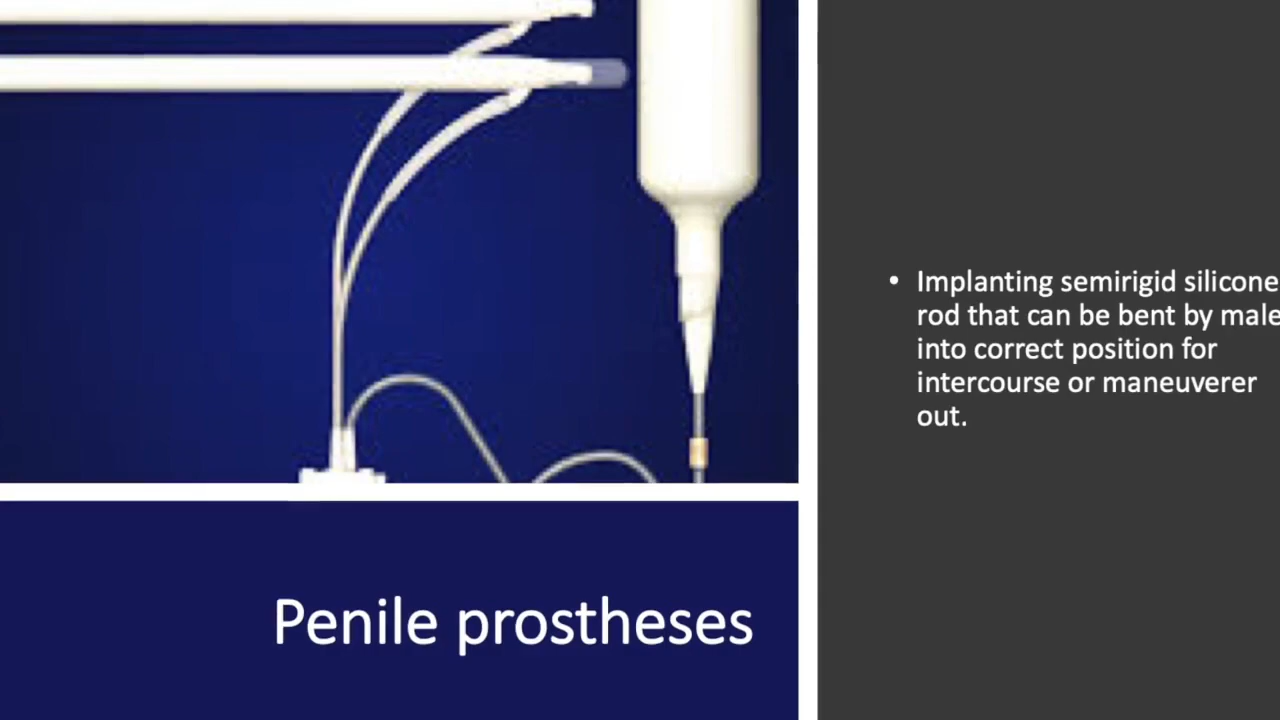 • Implanting semirigid silicone
rod that can be bent by male
into correct position for
intercourse or maneuverer
out.
Penile prostheses